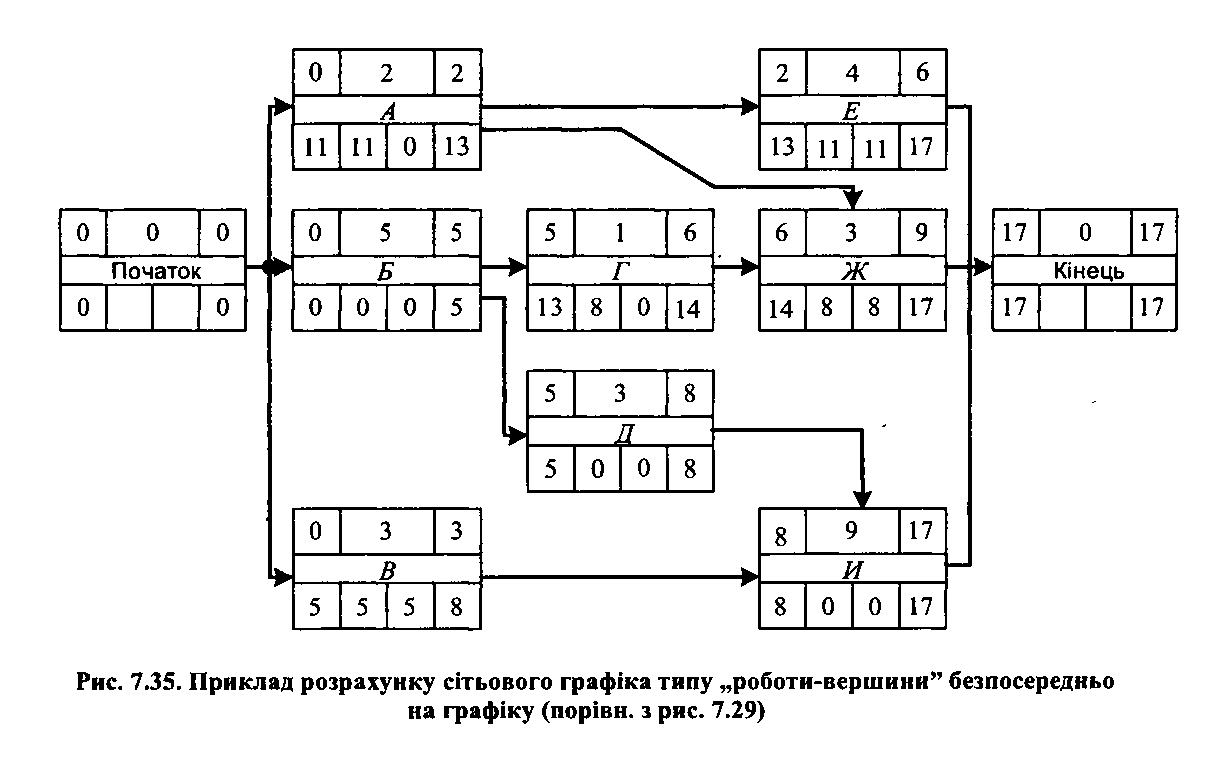 0 2 2
2 4 6
А
Е
11 11 0 13
13 11 11 17
0 0 0
0 5 5
5 1 6
6 3 9
17 0 17
Початок
Б
Г
Ж
Кінець
0 0
0 0 0 5
13 8 0 14
14 8 8 17
17 17
5 3 8
Д
5 0 0 8
0 3 3
8 9 17
В
И
5 5 5 8
8 0 0 17
Рис. 7.35. Приклад розрахунку сітьового графіка типу „роботи-вершини” безпосередньо
на графіку (порівн. з рис. 7.29)